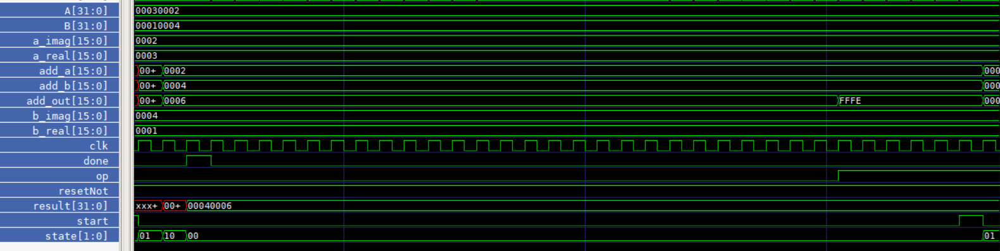 A[31:0] 00030002
B[31:0] 00010004
a_imag[15:0] 0002
a_real[15:0] 0003
add_a[15:0] 00+ 0002 000
add_b[15:0] 00+ 0004 000
add_out[15:0] 00+ 0006 FFFE 000
b_imag[15:0] 0004
b_real[15:0] 0001
clk
done
op
resetNot
result[31:0] xxx+ 00+ 00040006
start
state[1:0] 01 10 00 01